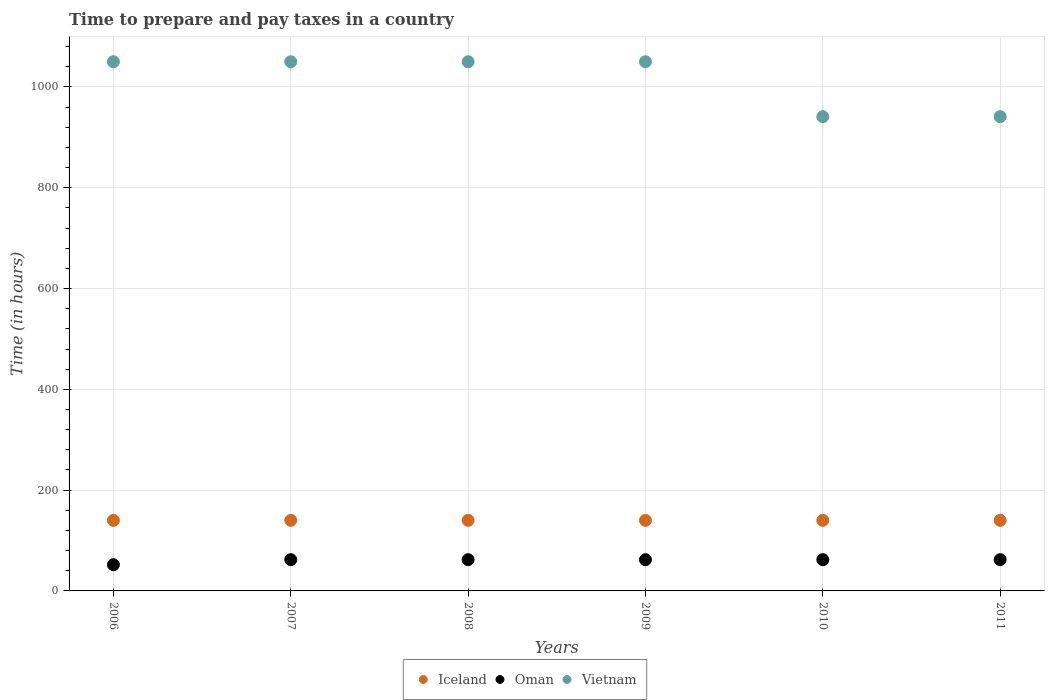 Time to prepare and pay taxes in a country
Time (in hours)
1000
800
600
400
200
0
2006 2007 2008 2009 2010 2011
Years
Iceland Oman Vietnam